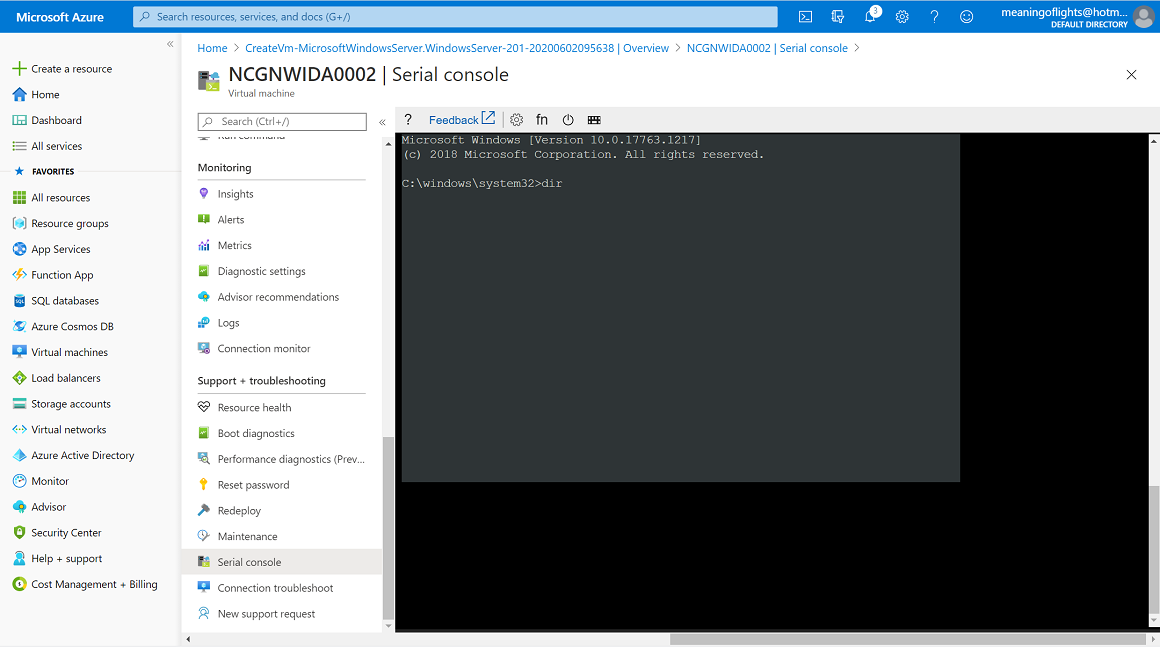 Microsoft Azure
Search resources, services, and docs (G+/)
3
meaningoflights@hotm...
DEFAULT DIRECTORY
Create a resource
Home
Dashboard
All services
FAVORITES
All resources
Resource groups
App Services
Function App
SQL databases
Azure Cosmos DB
Virtual machines
Load balancers
Storage accounts
Virtual networks
Azure Active Directory
Monitor
Advisor
Security Center
Help + support
Cost Management + Billing
Home > CreateVm-MicrosoftWindowsServer.WindowsServer-201-20200602095638 | Overview > NCGNWIDA0002 | Serial console >
NCGNWIDA0002 | Serial console
Virtual machine
Search (Ctrl+/)
Run command
Monitoring
Insights
Alerts
Metrics
Diagnostic settings
Advisor recommendations
Logs
Connection monitor
Support + troubleshooting
Resource health
Boot diagnostics
Performance diagnostics (Prev...
Reset password
Redeploy
Maintenance
Serial console
Connection troubleshoot
New support request
? Feedback fn
Microsoft Windows [Version 10.0.17763.1217]
(c) 2018 Microsoft Corporation. All rights reserved.
C:\windows\system32>dir